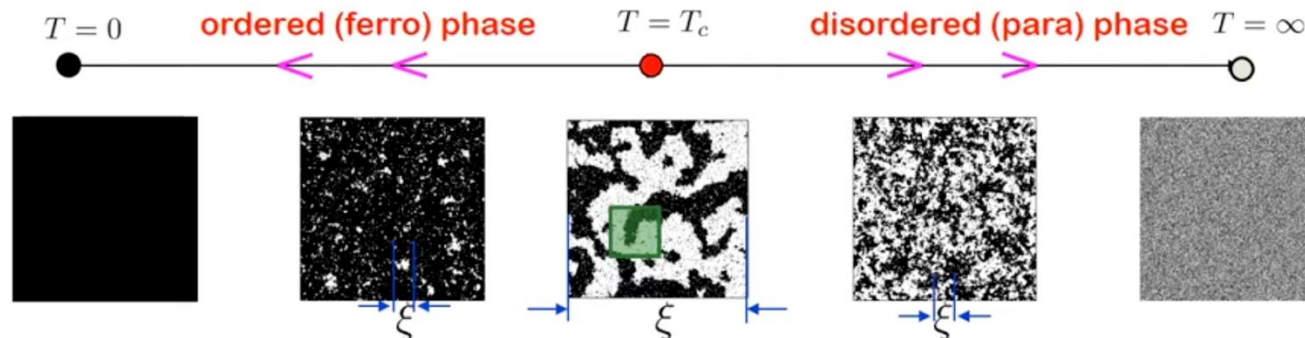 T = 0
ordered (ferro) phase
T = T_c
disordered (para) phase
T = ∞
ξ
ξ
ξ